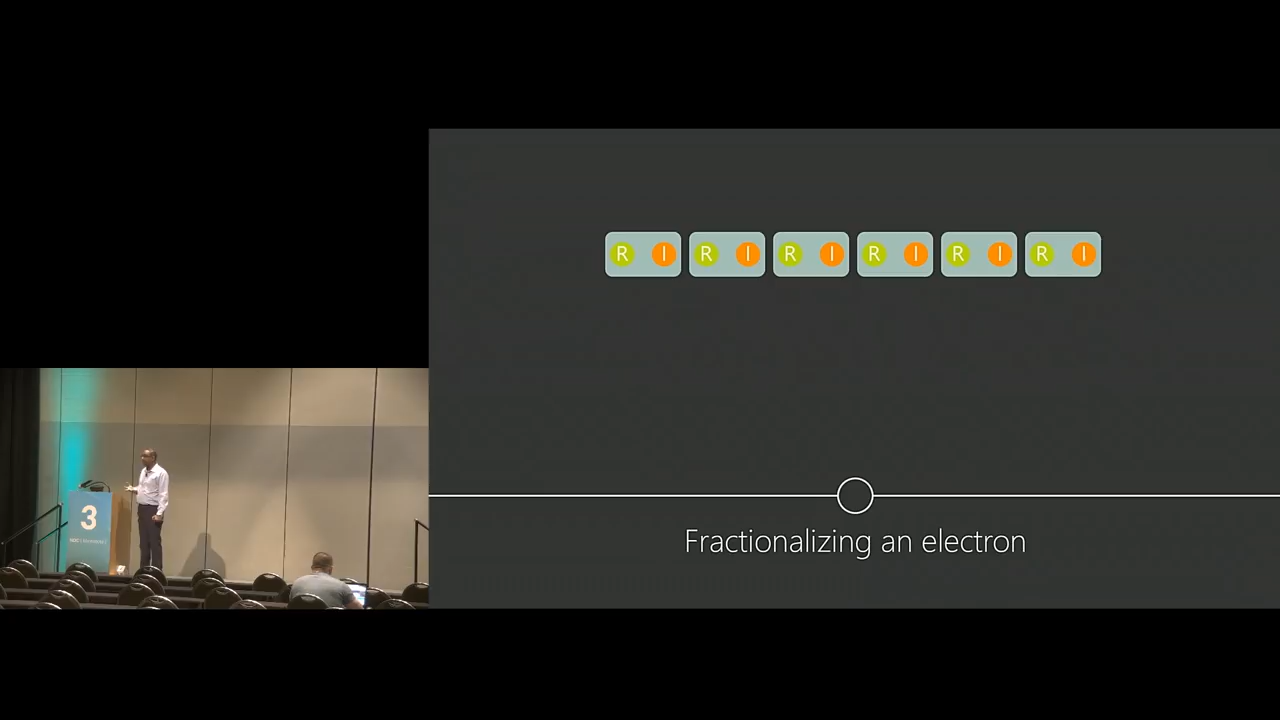 R I R I R I R I R I R I
Fractionalizing an electron
3